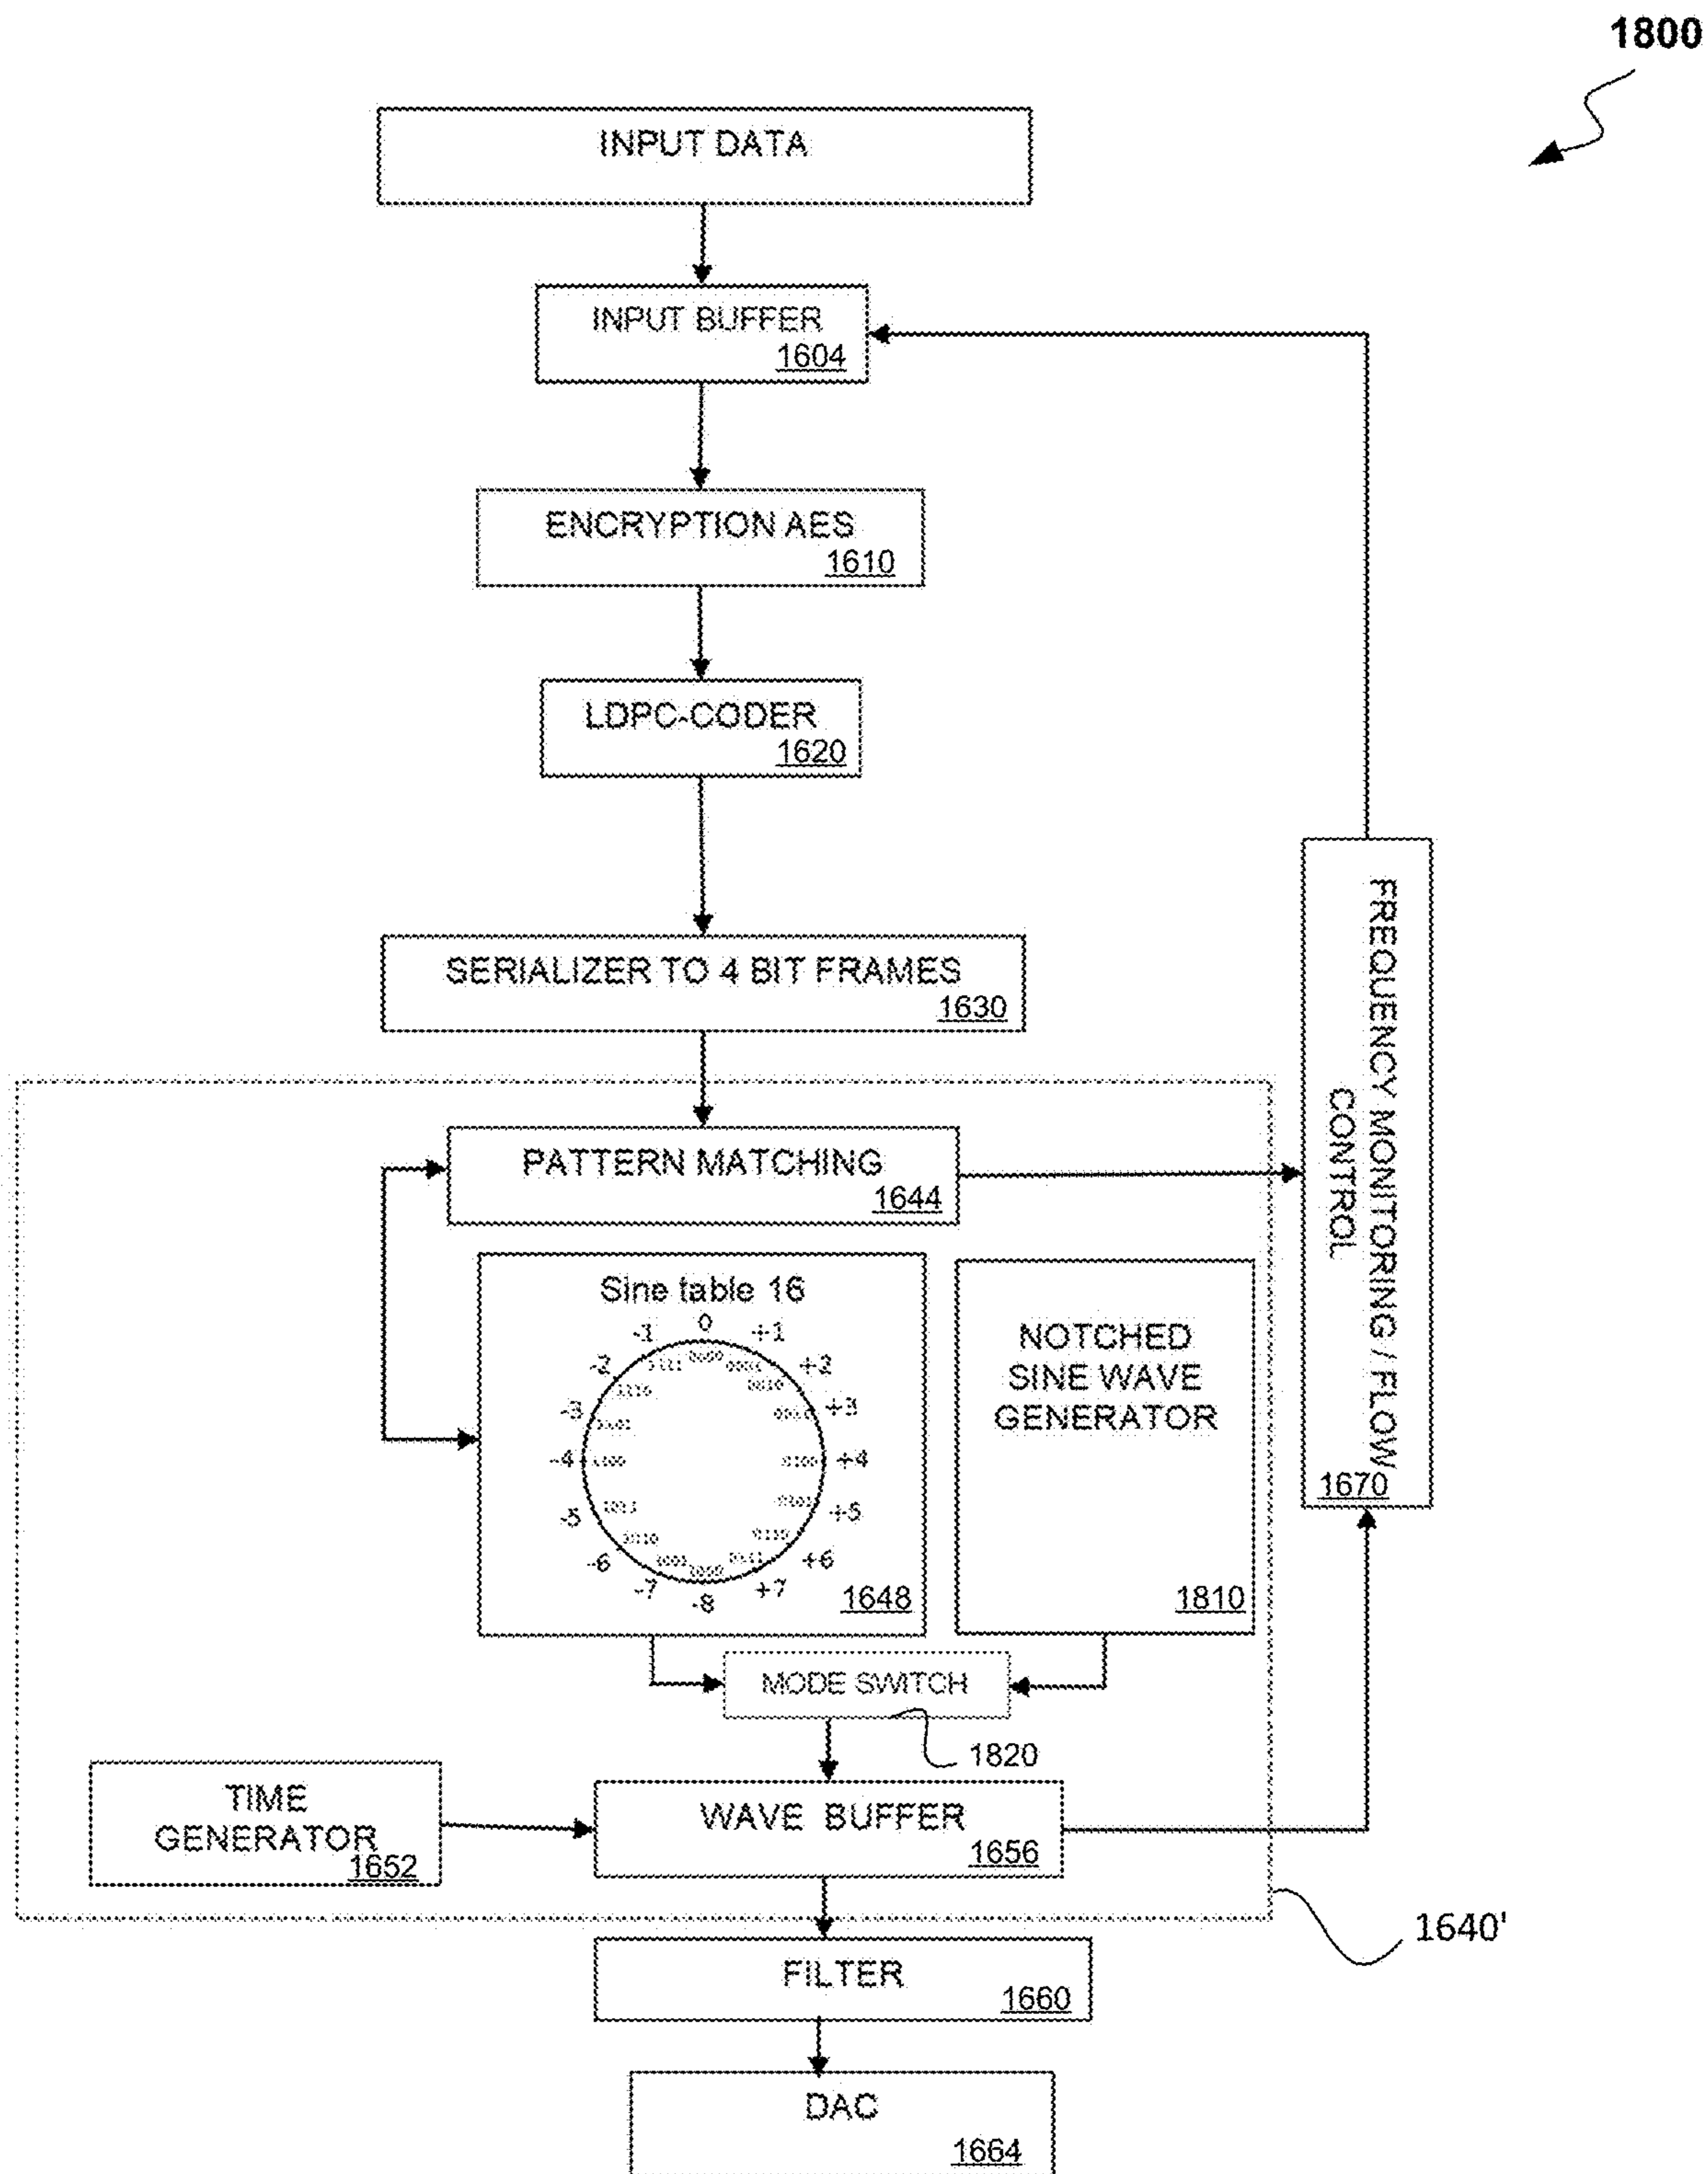 1800
INPUT DATA
INPUT BUFFER
1604
ENCRYPTION AES
1610
LDPC-CODER
1620
SERIALIZER TO 4 BIT FRAMES
1630
FREQUENCY MONITORING / FLOW
CONTROL
1670
PATTERN MATCHING
1644
Sine table 16
0
+1
+2
+3
+4
+5
+6
+7
-8
-7
-6
-5
-4
-3
-2
-1
0000
1648
NOTCHED
SINE WAVE
GENERATOR
1810
MODE SWITCH
1820
TIME
GENERATOR
1652
WAVE BUFFER
1656
1640'
FILTER
1660
DAC
1664